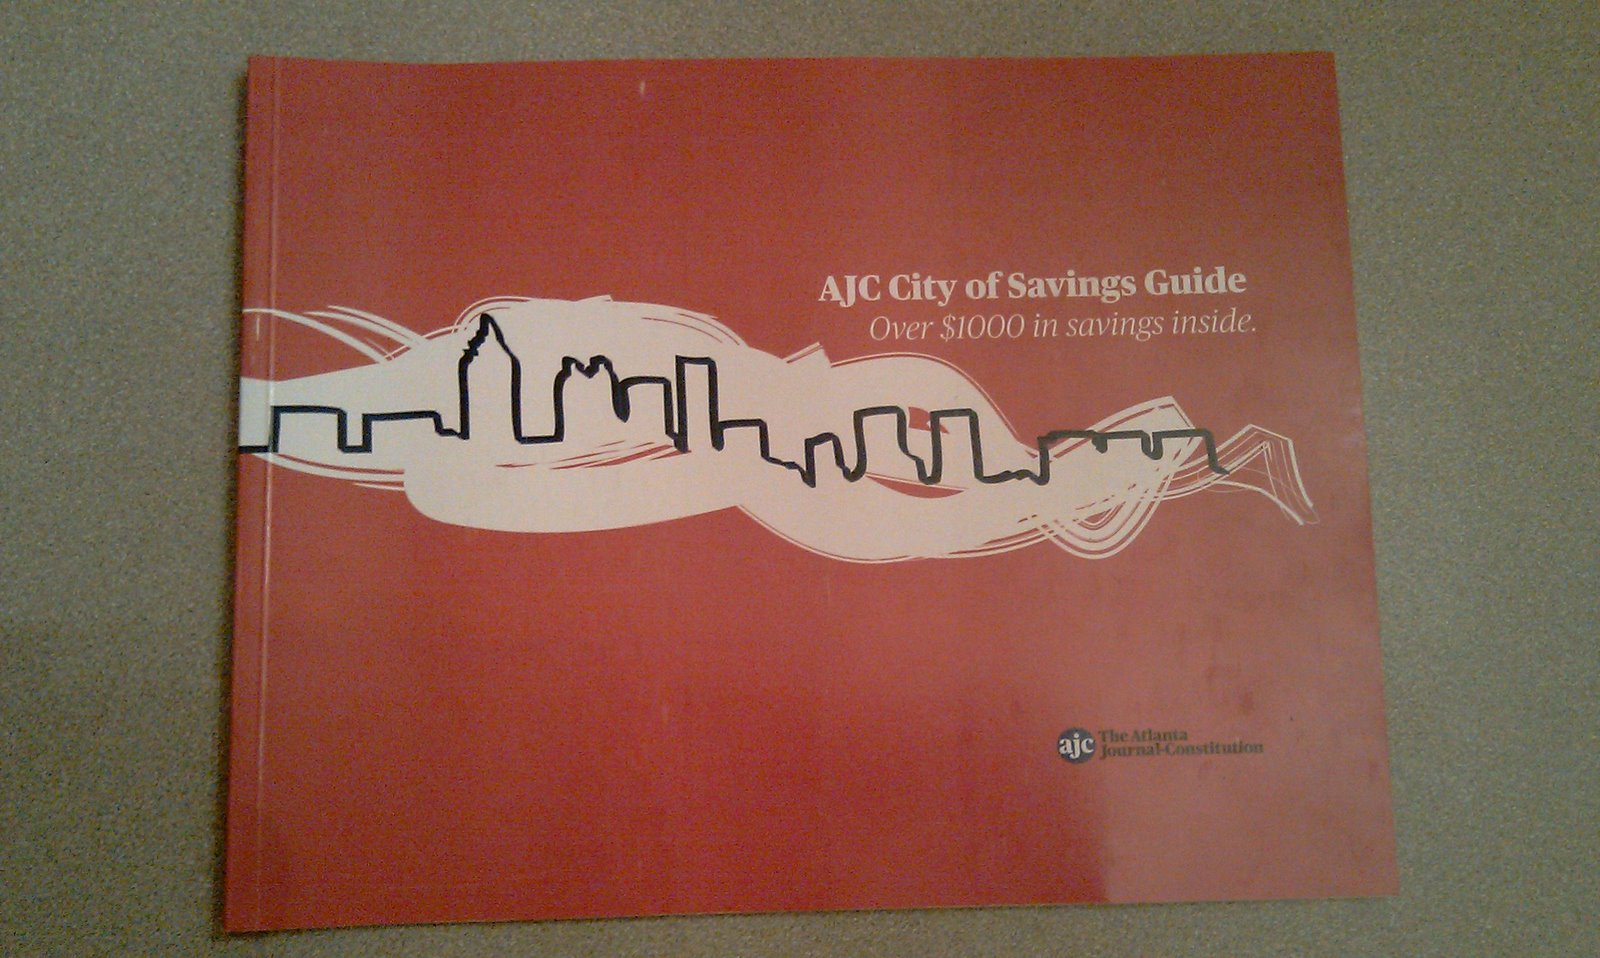 AJC City of Savings Guide
Over $1000 in savings inside.
ajc The Atlanta
Journal-Constitution